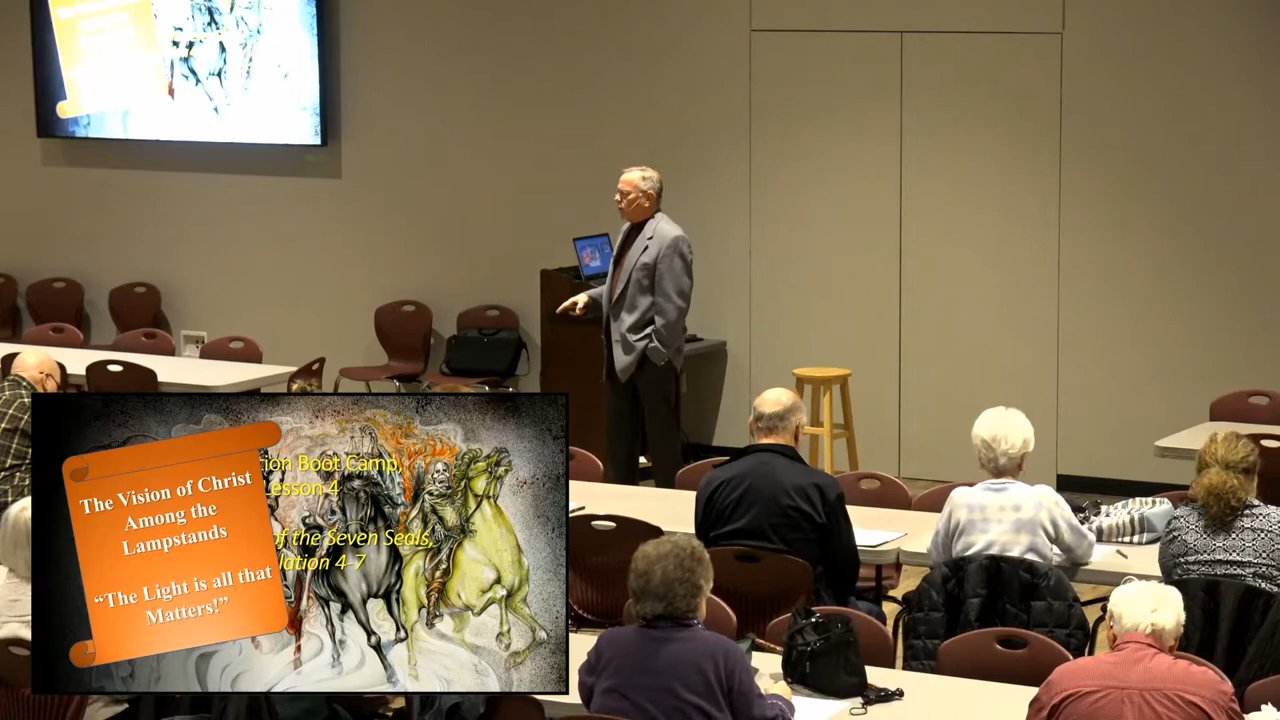 The Vision of Christ
Among the
Lampstands
“The Light is all that
Matters!”
ion Boot Camp,
esson 4
of the Seven Seals,
lation 4-7